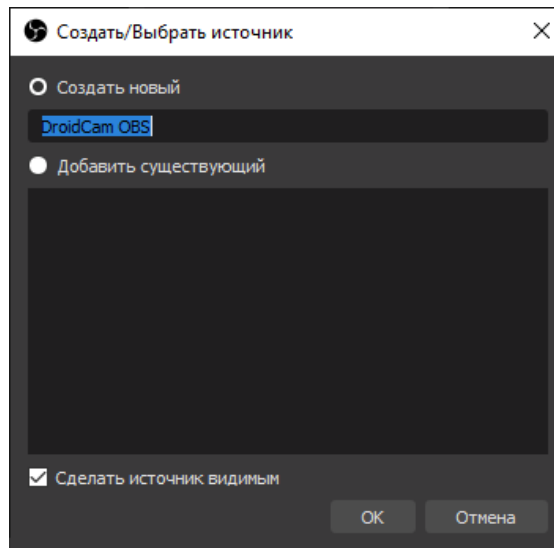 Создать/Выбрать источник
Создать новый
DroidCam OBS
Добавить существующий
Сделать источник видимым
OK
Отмена